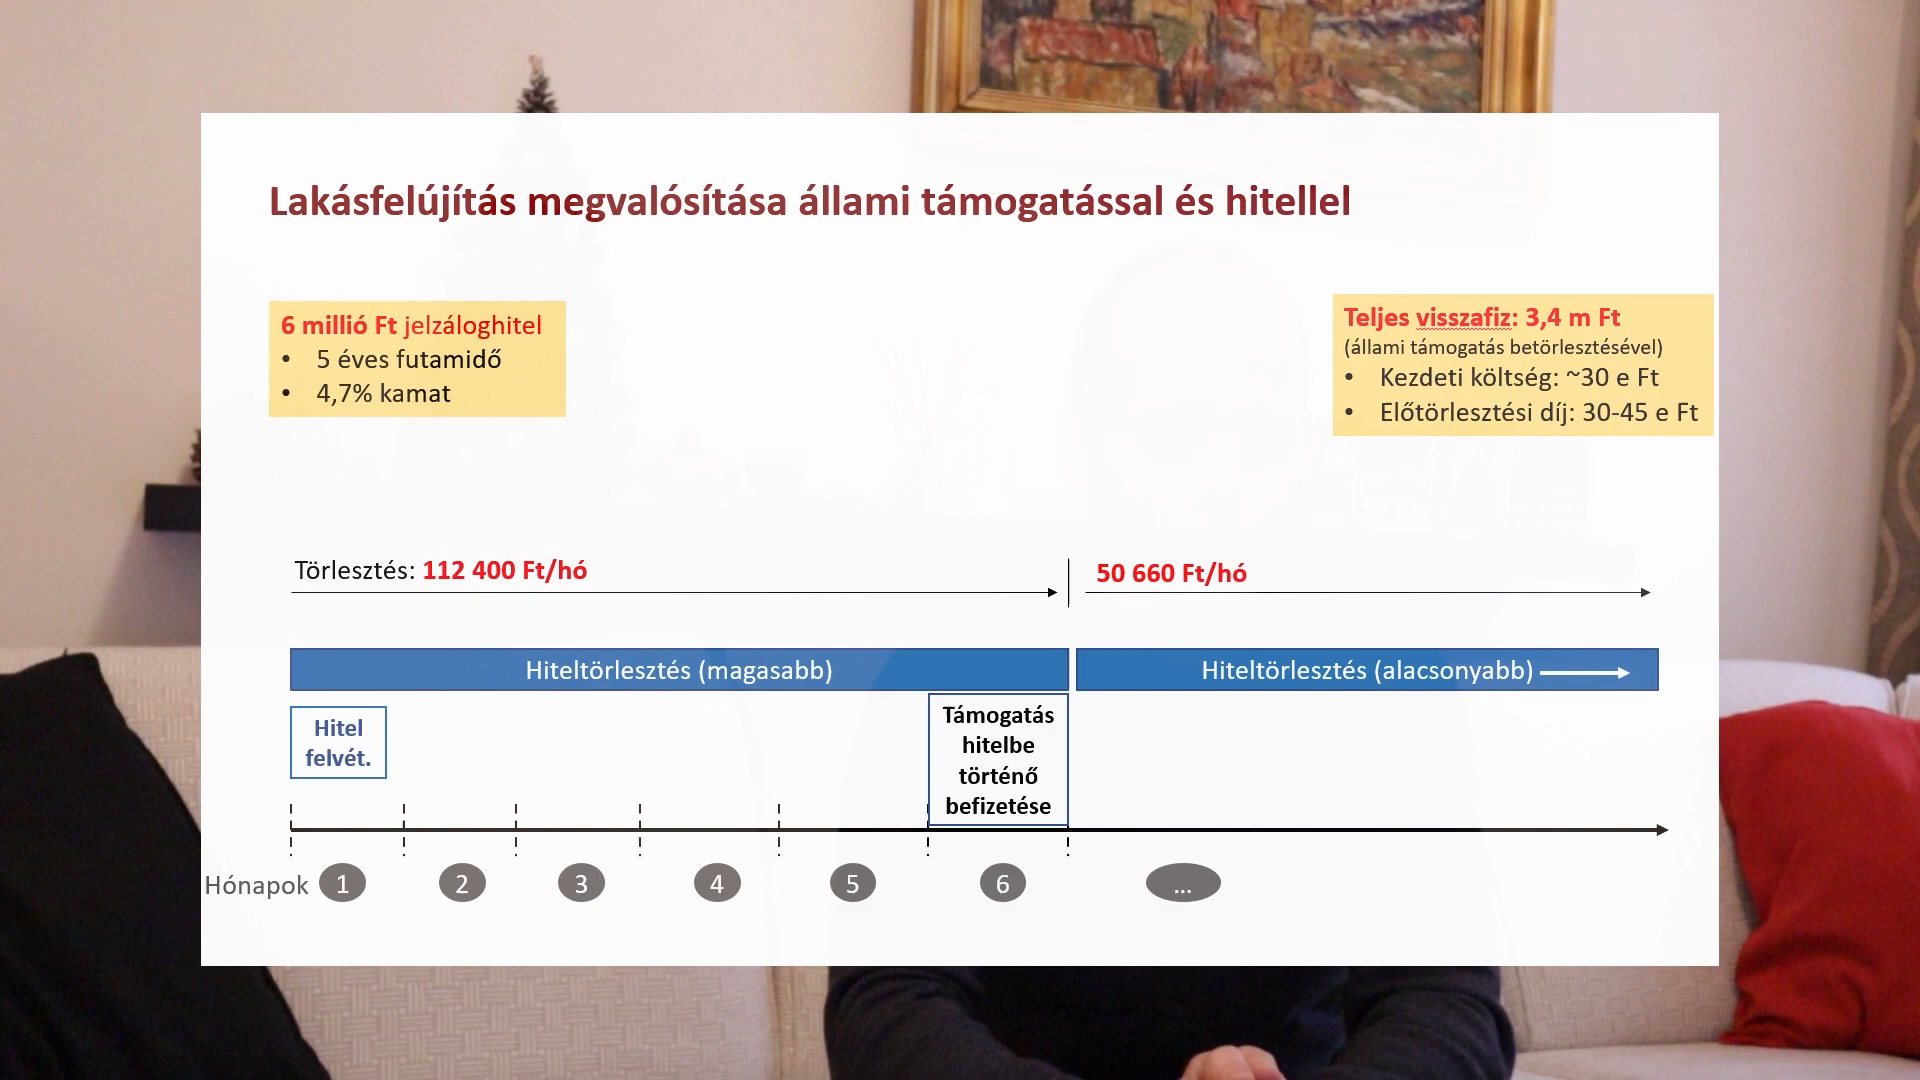 Lakásfelújítás megvalósítása állami támogatással és hitellel
6 millió Ft jelzáloghitel
• 5 éves futamidő
• 4,7% kamat
Teljes visszafiz: 3,4 m Ft
(állami támogatás betörlesztésével)
• Kezdeti költség: ~30 e Ft
• Előtörlesztési díj: 30-45 e Ft
Törlesztés: 112 400 Ft/hó
50 660 Ft/hó
Hiteltörlesztés (magasabb)
Hiteltörlesztés (alacsonyabb)
Hitel
felvét.
Támogatás
hitelbe
történő
befizetése
Hónapok 1 2 3 4 5 6 ...